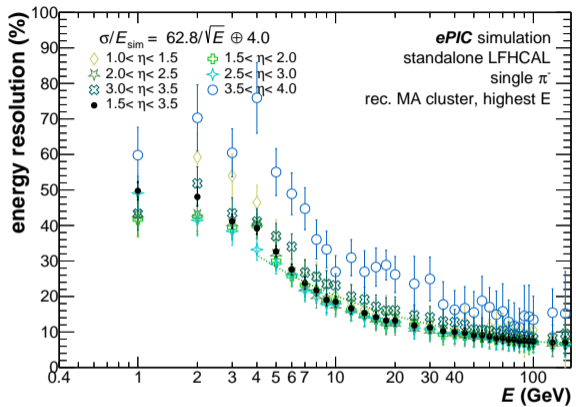 energy resolution (%)
100
90
80
70
60
50
40
30
20
10
0
σ/E_sim = 62.8/√E ⊕ 4.0
1.0< η< 1.5
1.5< η< 2.0
2.0< η< 2.5
2.5< η< 3.0
3.0< η< 3.5
3.5< η< 4.0
1.5< η< 3.5
ePIC simulation
standalone LFHCAL
single π⁻
rec. MA cluster, highest E
0.4 1 2 3 4 5 6 7 10 20 30 40 100
E (GeV)